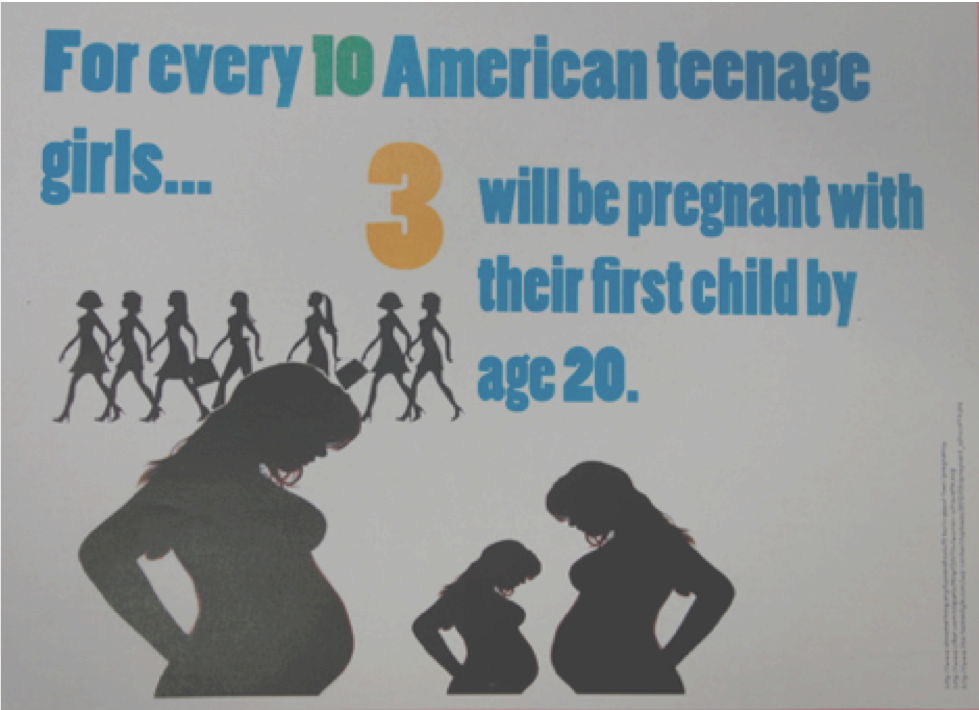 For every 10 American teenage
girls...
3 will be pregnant with
their first child by
age 20.